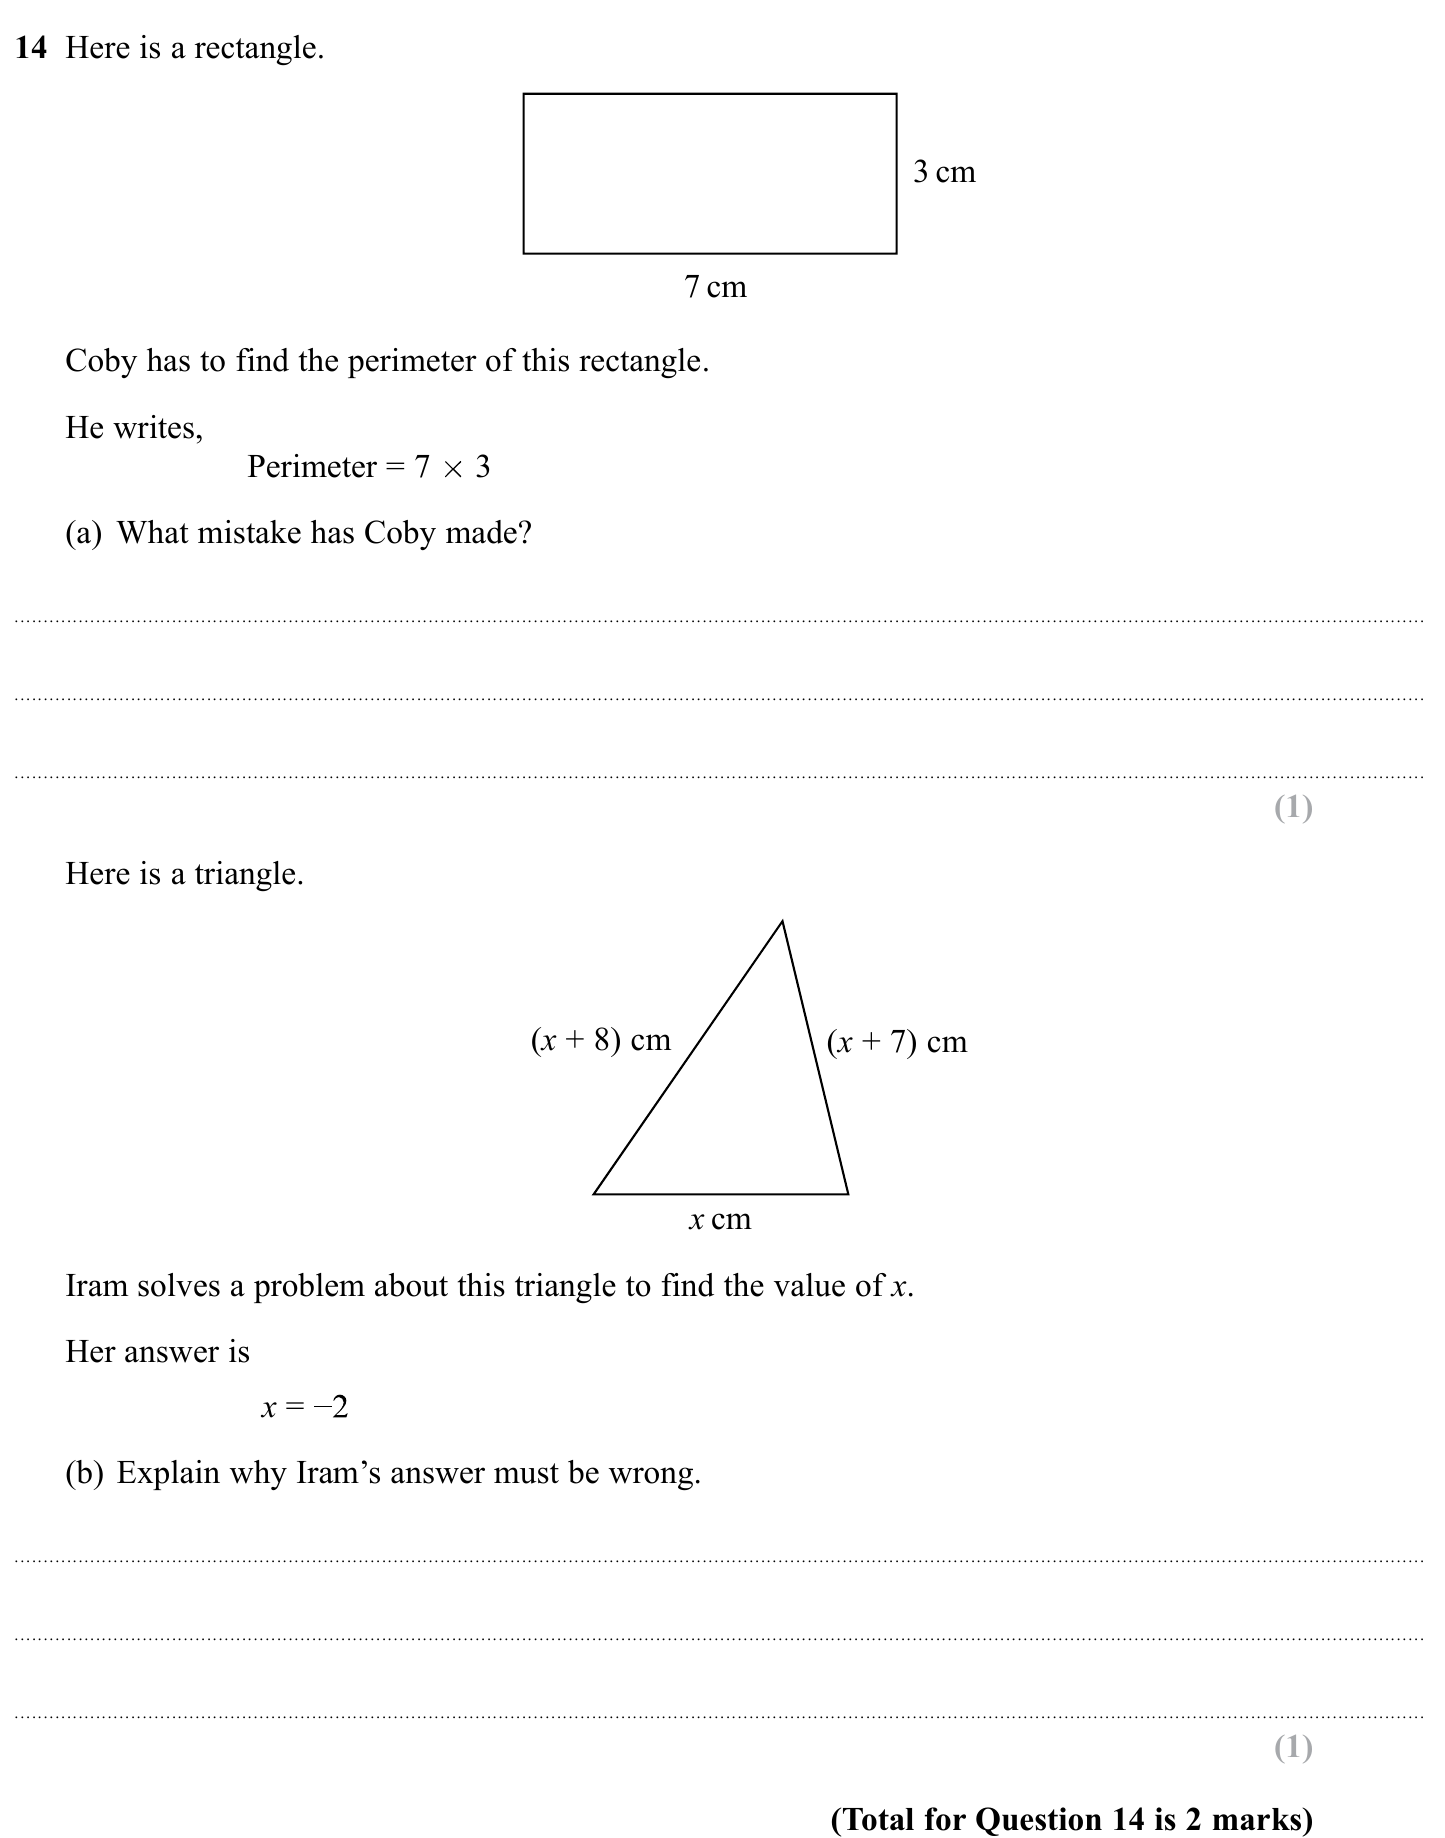 14 Here is a rectangle.
3 cm
7 cm
Coby has to find the perimeter of this rectangle.
He writes,
Perimeter = 7 × 3
(a) What mistake has Coby made?
(1)
Here is a triangle.
(x + 8) cm
(x + 7) cm
x cm
Iram solves a problem about this triangle to find the value of x.
Her answer is
x = −2
(b) Explain why Iram’s answer must be wrong.
(1)
(Total for Question 14 is 2 marks)